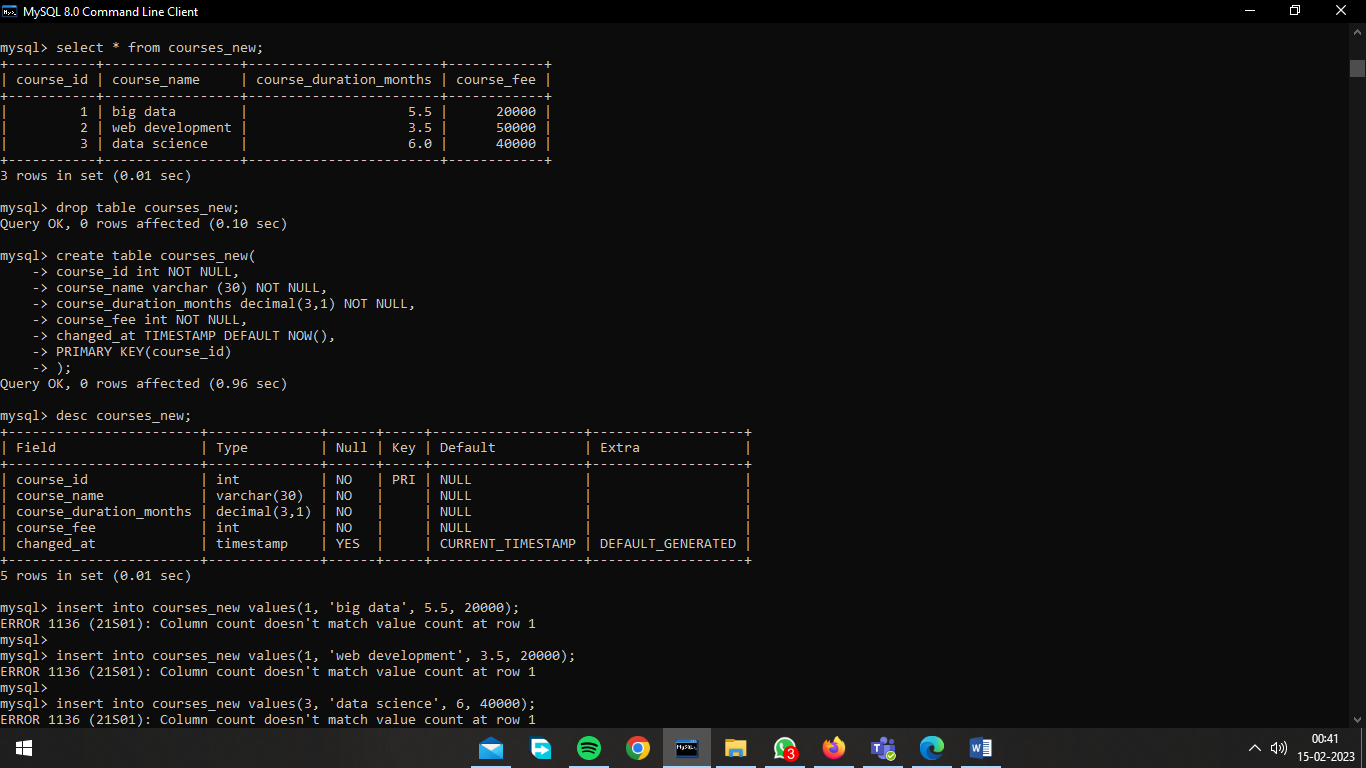 MySQL 8.0 Command Line Client
mysql> select * from courses_new;
+-----------+-----------------+------------------------+------------+
| course_id | course_name     | course_duration_months | course_fee |
+-----------+-----------------+------------------------+------------+
|         1 | big data        |                    5.5 |      20000 |
|         2 | web development |                    3.5 |      50000 |
|         3 | data science    |                    6.0 |      40000 |
+-----------+-----------------+------------------------+------------+
3 rows in set (0.01 sec)
mysql> drop table courses_new;
Query OK, 0 rows affected (0.10 sec)
mysql> create table courses_new(
    -> course_id int NOT NULL,
    -> course_name varchar (30) NOT NULL,
    -> course_duration_months decimal(3,1) NOT NULL,
    -> course_fee int NOT NULL,
    -> changed_at TIMESTAMP DEFAULT NOW(),
    -> PRIMARY KEY(course_id)
    -> );
Query OK, 0 rows affected (0.96 sec)
mysql> desc courses_new;
+------------------------+--------------+------+-----+-------------------+-------------------+
| Field                  | Type         | Null | Key | Default           | Extra             |
+------------------------+--------------+------+-----+-------------------+-------------------+
| course_id              | int          | NO   | PRI | NULL              |                   |
| course_name            | varchar(30)  | NO   |     | NULL              |                   |
| course_duration_months | decimal(3,1) | NO   |     | NULL              |                   |
| course_fee             | int          | NO   |     | NULL              |                   |
| changed_at             | timestamp    | YES  |     | CURRENT_TIMESTAMP | DEFAULT_GENERATED |
+------------------------+--------------+------+-----+-------------------+-------------------+
5 rows in set (0.01 sec)
mysql> insert into courses_new values(1, 'big data', 5.5, 20000);
ERROR 1136 (21S01): Column count doesn't match value count at row 1
mysql>
mysql> insert into courses_new values(1, 'web development', 3.5, 20000);
ERROR 1136 (21S01): Column count doesn't match value count at row 1
mysql>
mysql> insert into courses_new values(3, 'data science', 6, 40000);
ERROR 1136 (21S01): Column count doesn't match value count at row 1
3
00:41
15-02-2023